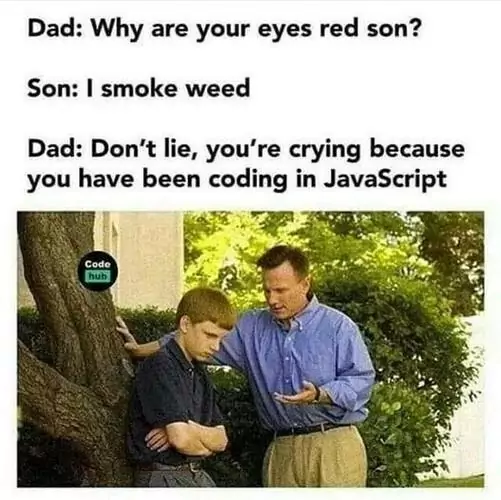 Dad: Why are your eyes red son?
Son: I smoke weed
Dad: Don't lie, you're crying because
you have been coding in JavaScript
Code
hub